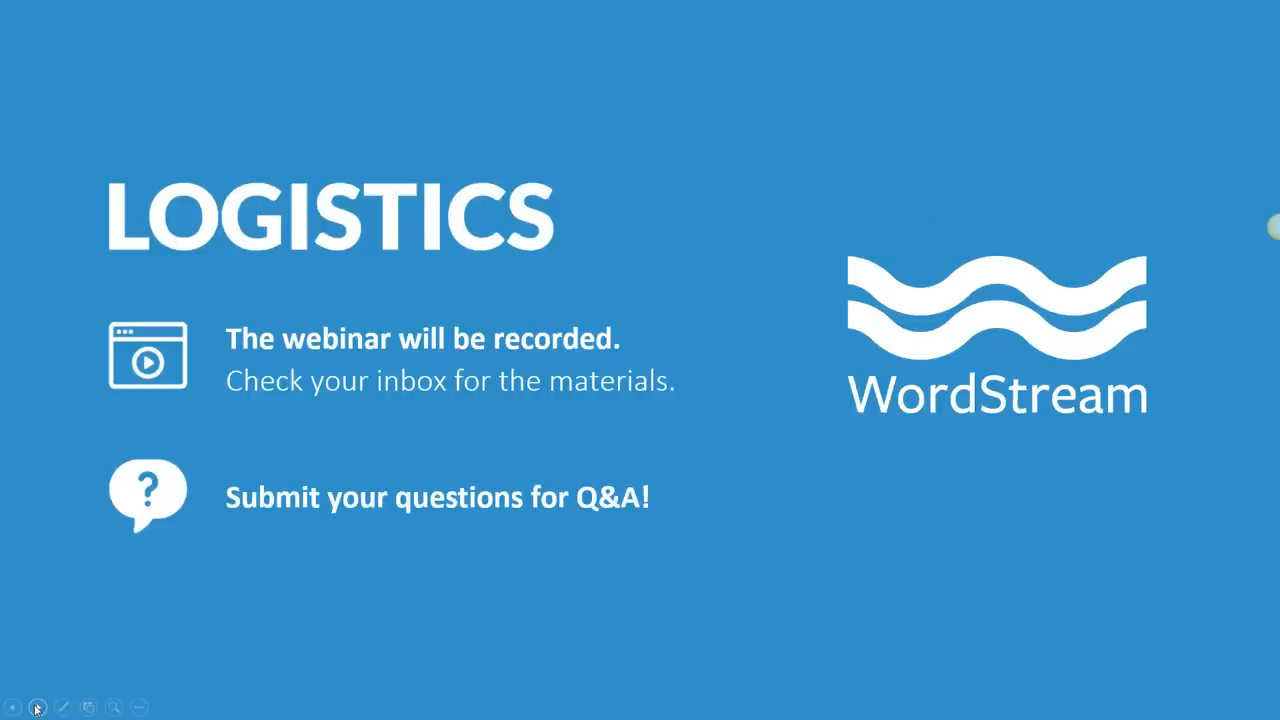 LOGISTICS
The webinar will be recorded.
Check your inbox for the materials.
WordStream
Submit your questions for Q&A!